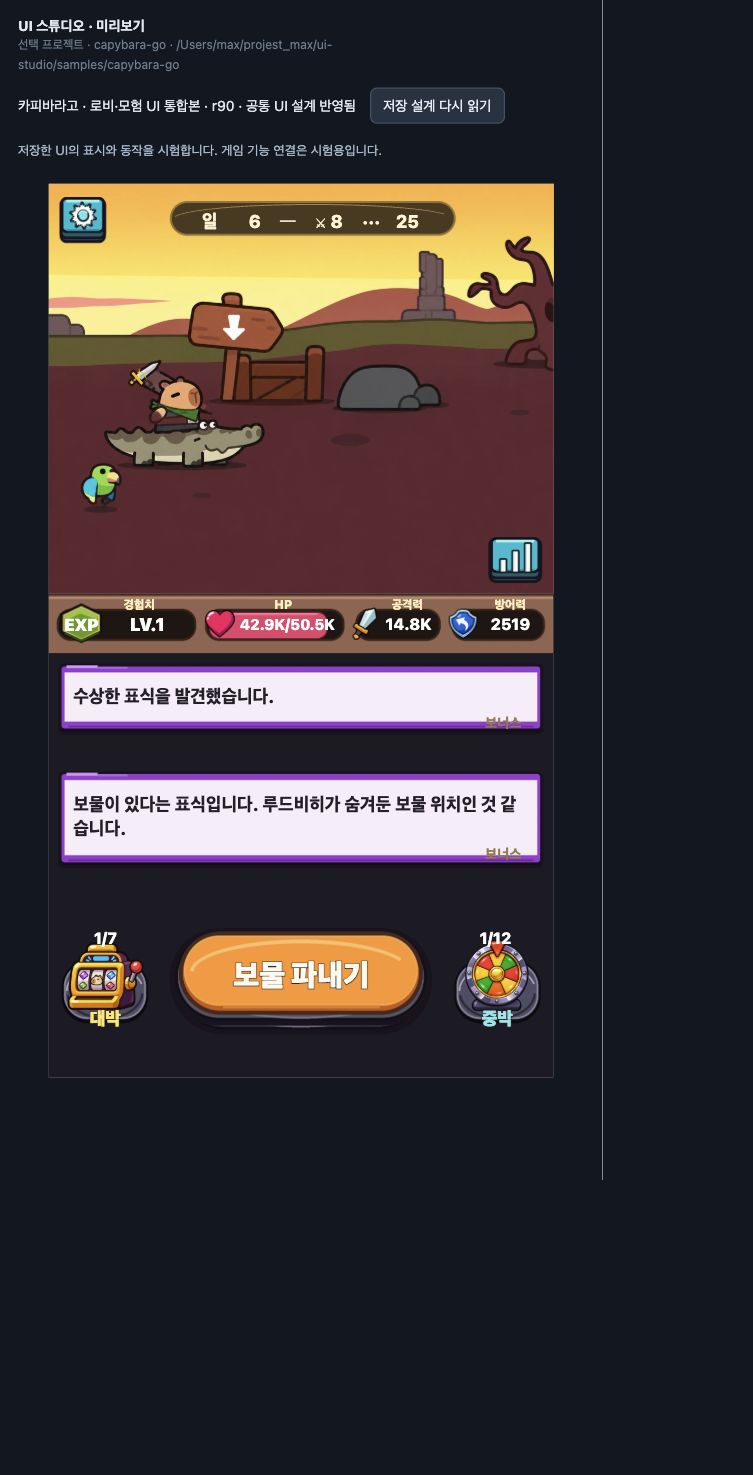 UI 스튜디오 · 미리보기
선택 프로젝트 · capybara-go · /Users/max/projest_max/ui-
studio/samples/capybara-go
카피바라고 · 로비·모험 UI 통합본 · r90 · 공통 UI 설계 반영됨
저장 설계 다시 읽기
저장한 UI의 표시와 동작을 시험합니다. 게임 기능 연결은 시험용입니다.
일 6 — ⚔8 ··· 25
경험치 HP 공격력 방어력
EXP LV.1 42.9K/50.5K 14.8K 2519
수상한 표식을 발견했습니다.
보너스
보물이 있다는 표식입니다. 루드비히가 숨겨둔 보물 위치인 것 같
습니다.
보너스
1/7 1/12
보물 파내기
대박 중박